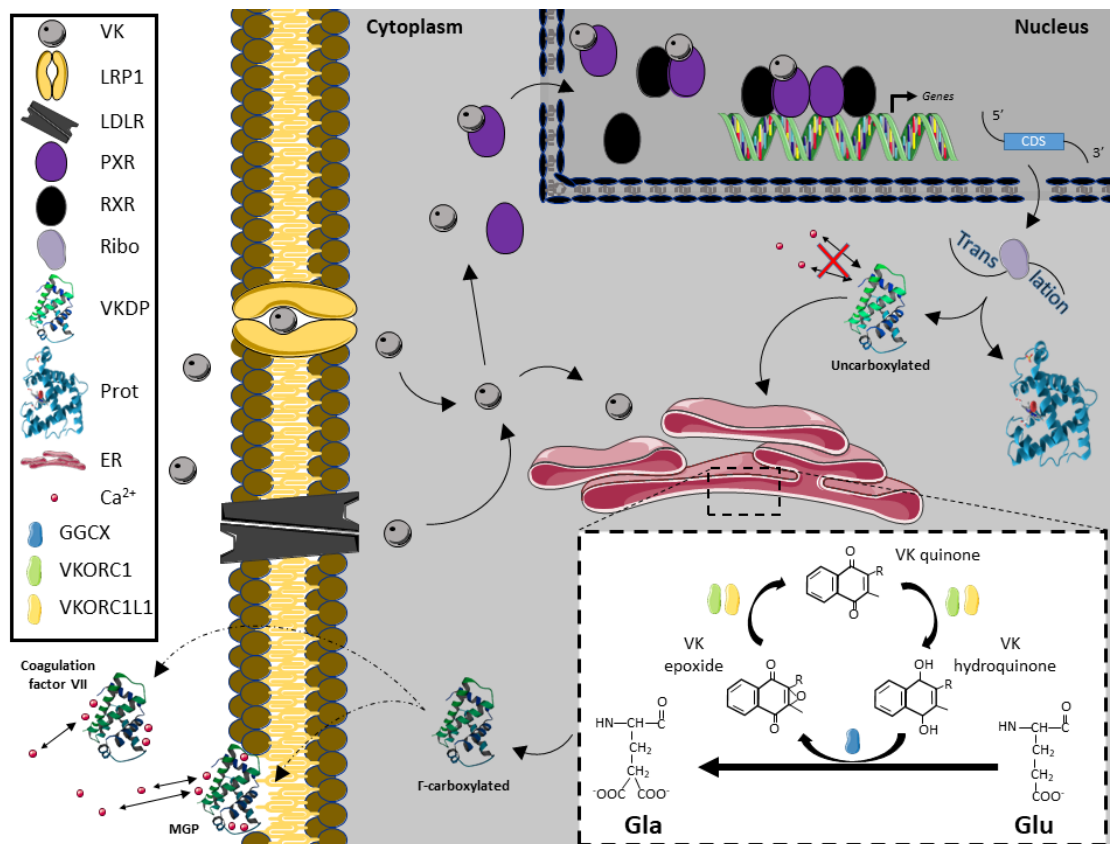 VK
LRP1
LDLR
PXR
RXR
Ribo
VKDP
Prot
ER
Ca²⁺
GGCX
VKORC1
VKORC1L1
Cytoplasm
Nucleus
Genes
5’
CDS
3’
Trans
lation
Uncarboxylated
Coagulation
factor VII
MGP
Γ-carboxylated
VK quinone
O
R
O
VK
epoxide
VK
hydroquinone
O
R
O
O
OH
R
OH
O
HN—CH—C
CH₂
CH₂
⁻OOC COO⁻
Gla
O
HN—CH—C
CH₂
CH₂
COO⁻
Glu